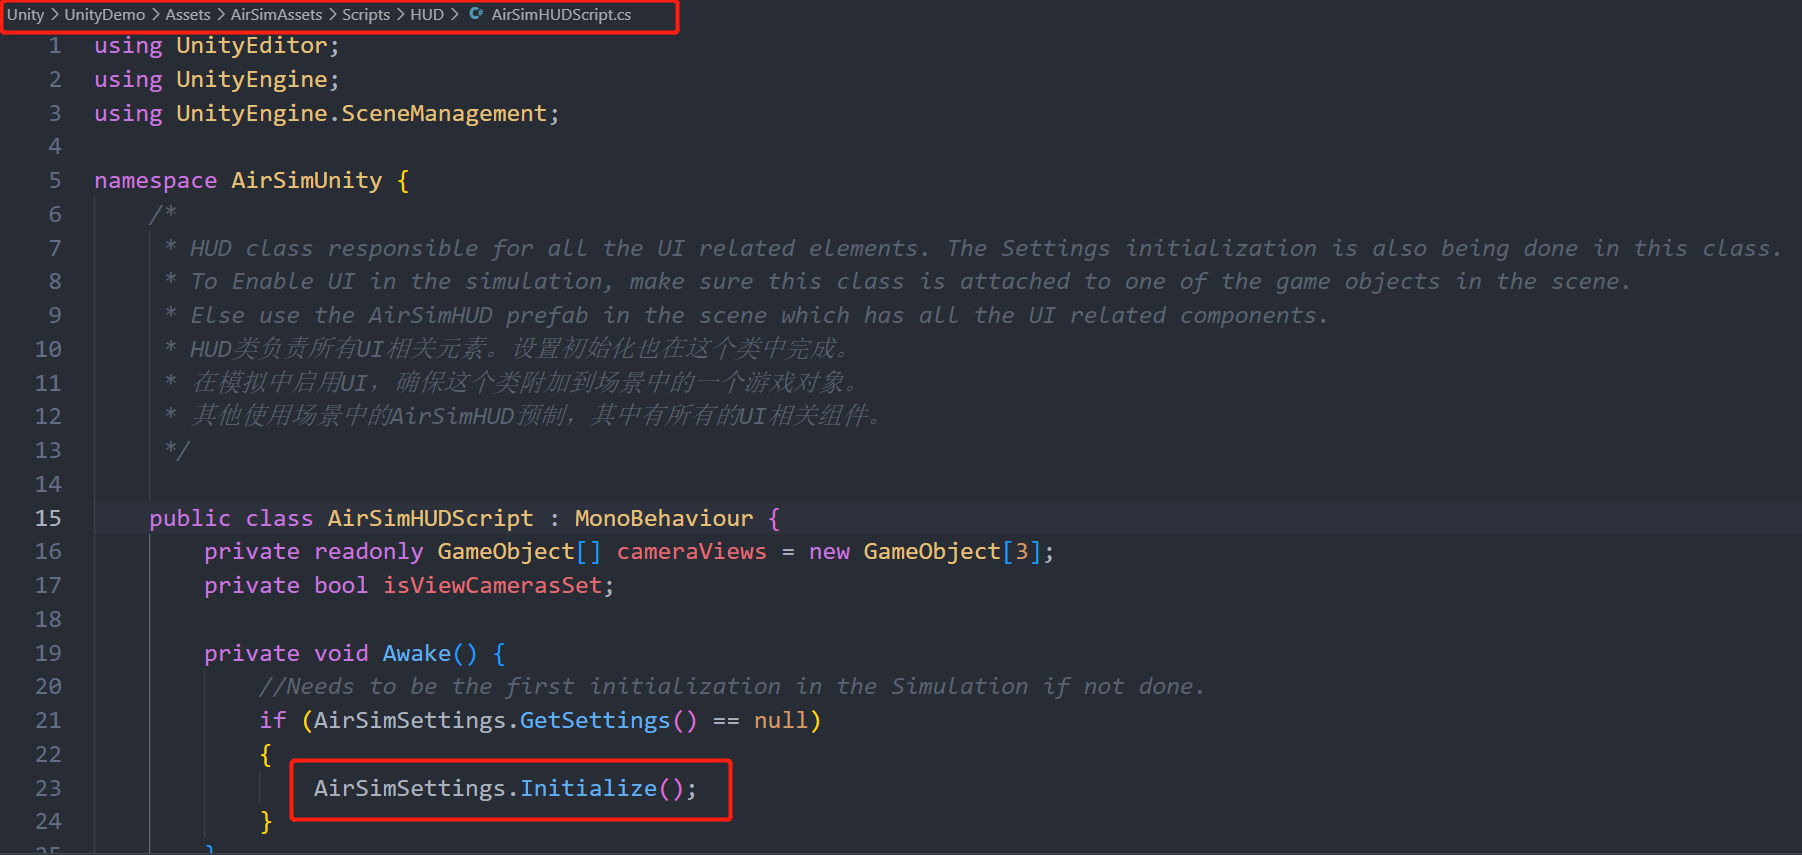 Unity > UnityDemo > Assets > AirSimAssets > Scripts > HUD > C# AirSimHUDScript.cs
1 using UnityEditor;
2 using UnityEngine;
3 using UnityEngine.SceneManagement;
4
5 namespace AirSimUnity {
6 /*
7 * HUD class responsible for all the UI related elements. The Settings initialization is also being done in this class.
8 * To Enable UI in the simulation, make sure this class is attached to one of the game objects in the scene.
9 * Else use the AirSimHUD prefab in the scene which has all the UI related components.
10 * HUD类负责所有UI相关元素。设置初始化也在这个类中完成。
11 * 在模拟中启用UI，确保这个类附加到场景中的一个游戏对象。
12 * 其他使用场景中的AirSimHUD预制，其中有所有的UI相关组件。
13 */
14
15 public class AirSimHUDScript : MonoBehaviour {
16 private readonly GameObject[] cameraViews = new GameObject[3];
17 private bool isViewCamerasSet;
18
19 private void Awake() {
20 //Needs to be the first initialization in the Simulation if not done.
21 if (AirSimSettings.GetSettings() == null)
22 {
23 AirSimSettings.Initialize();
24 }
25 }